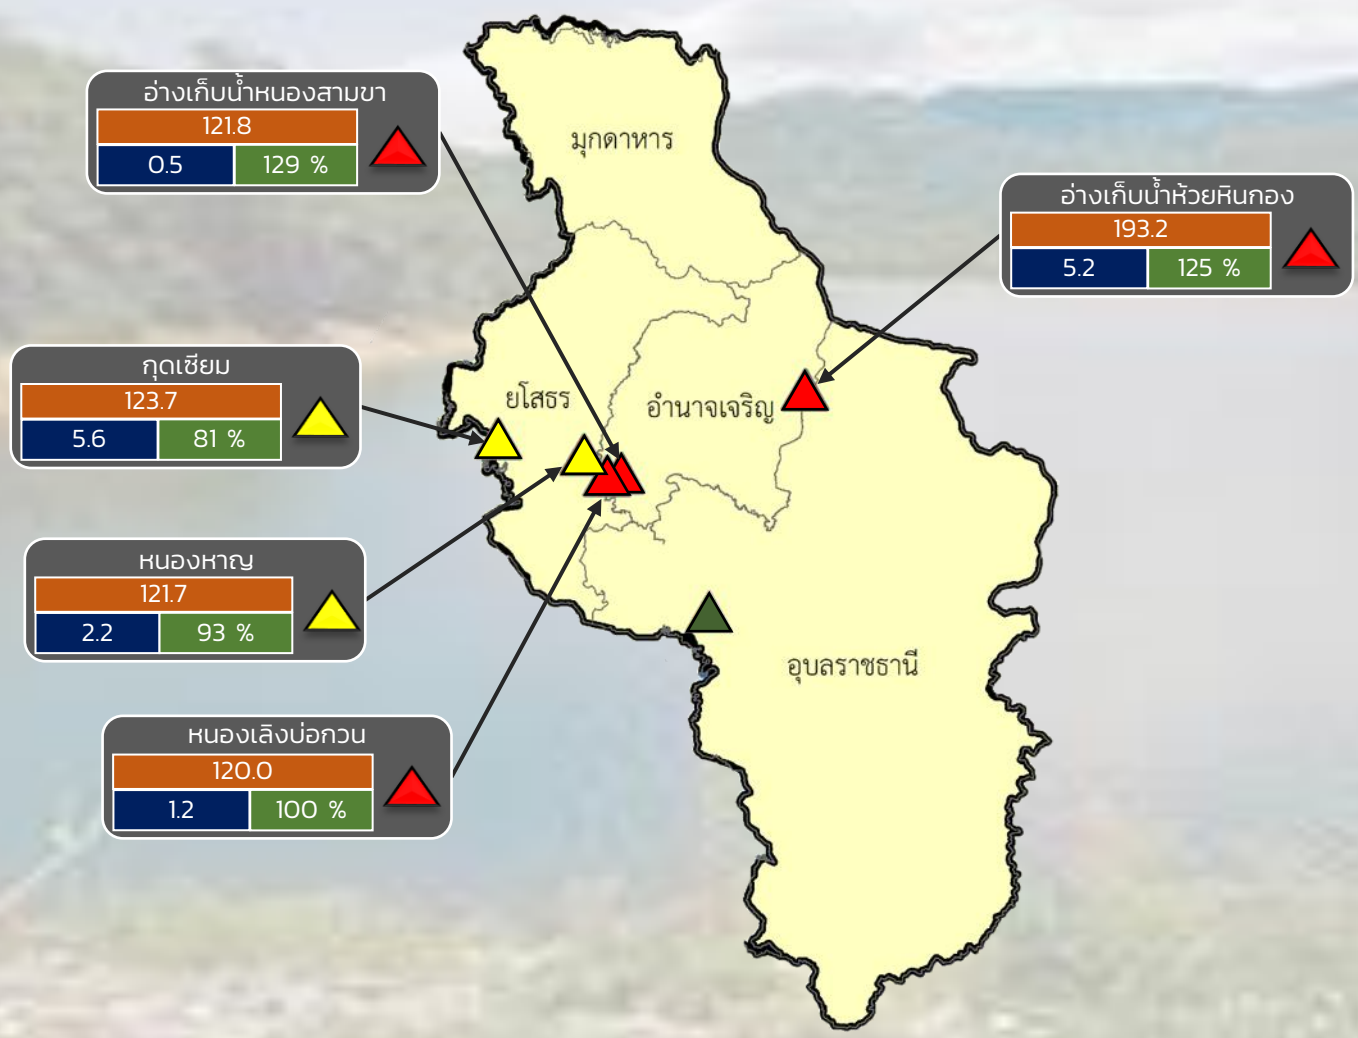 อ่างเก็บน้ำหนองสามขา
121.8
0.5 129 %
มุกดาหาร
อ่างเก็บน้ำห้วยหินกอง
193.2
5.2 125 %
กุดเซียม
123.7
5.6 81 %
ยโสธร
อำนาจเจริญ
หนองหาญ
121.7
2.2 93 %
อุบลราชธานี
หนองเลิงบ่อกวน
120.0
1.2 100 %